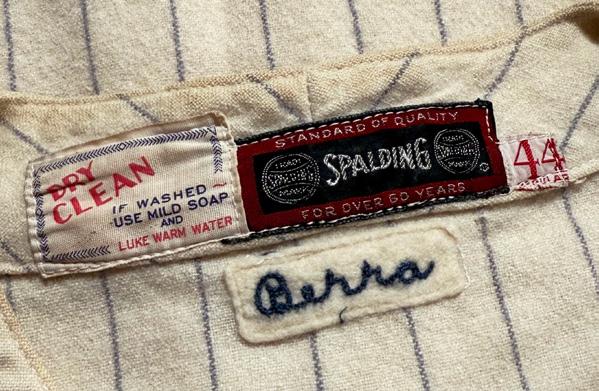 DRY
CLEAN
IF WASHED ~
USE MILD SOAP
AND
LUKE WARM WATER
STANDARD OF QUALITY
SPALDING
FOR OVER 60 YEARS
44
Berra